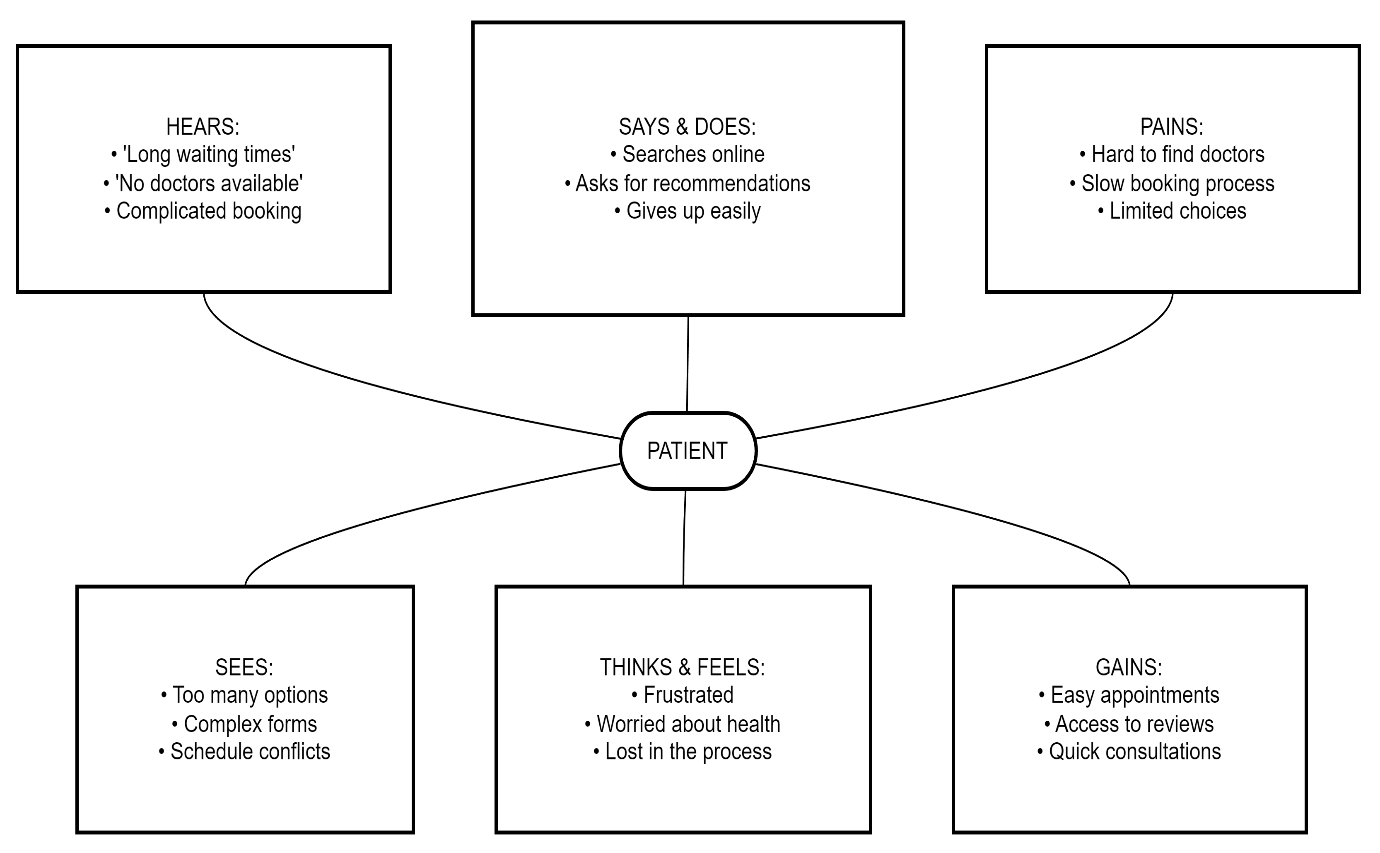 HEARS:
• 'Long waiting times'
• 'No doctors available'
• Complicated booking
SAYS & DOES:
• Searches online
• Asks for recommendations
• Gives up easily
PAINS:
• Hard to find doctors
• Slow booking process
• Limited choices
PATIENT
SEES:
• Too many options
• Complex forms
• Schedule conflicts
THINKS & FEELS:
• Frustrated
• Worried about health
• Lost in the process
GAINS:
• Easy appointments
• Access to reviews
• Quick consultations